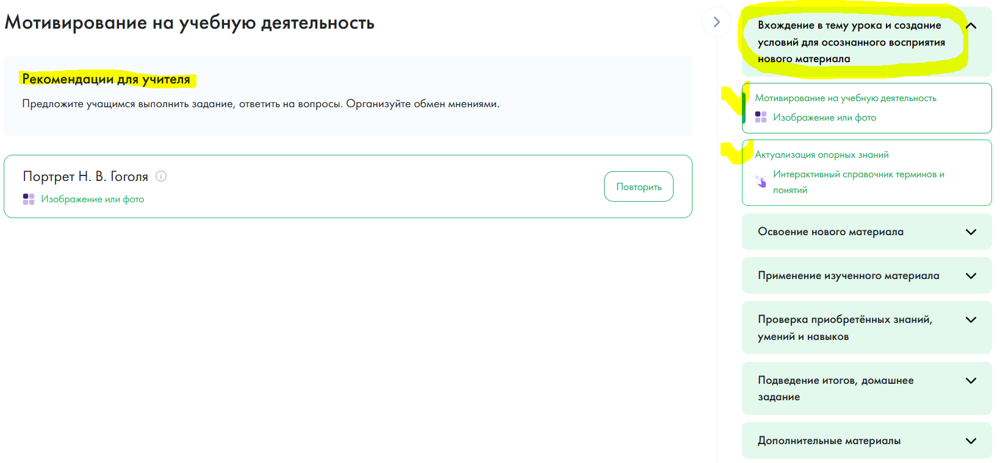 Мотивирование на учебную деятельность
Рекомендации для учителя
Предложите учащимся выполнить задание, ответить на вопросы. Организуйте обмен мнениями.
Портрет Н. В. Гоголя
Изображение или фото
Повторить
Вхождение в тему урока и создание
условий для осознанного восприятия
нового материала
Мотивирование на учебную деятельность
Изображение или фото
Актуализация опорных знаний
Интерактивный справочник терминов и
понятий
Освоение нового материала
Применение изученного материала
Проверка приобретённых знаний,
умений и навыков
Подведение итогов, домашнее
задание
Дополнительные материалы